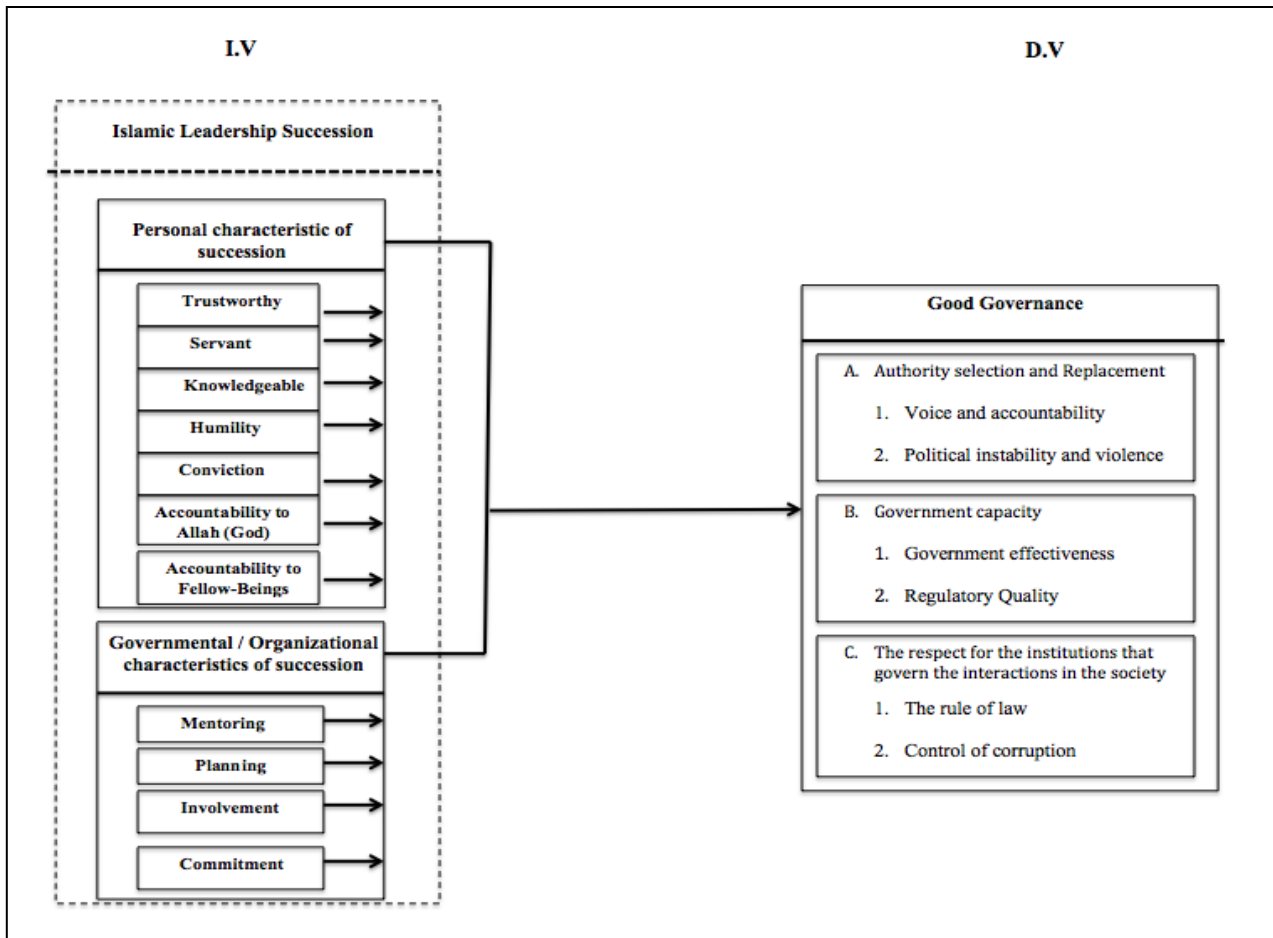 I.V
D.V
Islamic Leadership Succession
Personal characteristic of
succession
Trustworthy
Servant
Knowledgeable
Humility
Conviction
Accountability to
Allah (God)
Accountability to
Fellow-Beings
Governmental / Organizational
characteristics of succession
Mentoring
Planning
Involvement
Commitment
Good Governance
A. Authority selection and Replacement
1. Voice and accountability
2. Political instability and violence
B. Government capacity
1. Government effectiveness
2. Regulatory Quality
C. The respect for the institutions that
govern the interactions in the society
1. The rule of law
2. Control of corruption